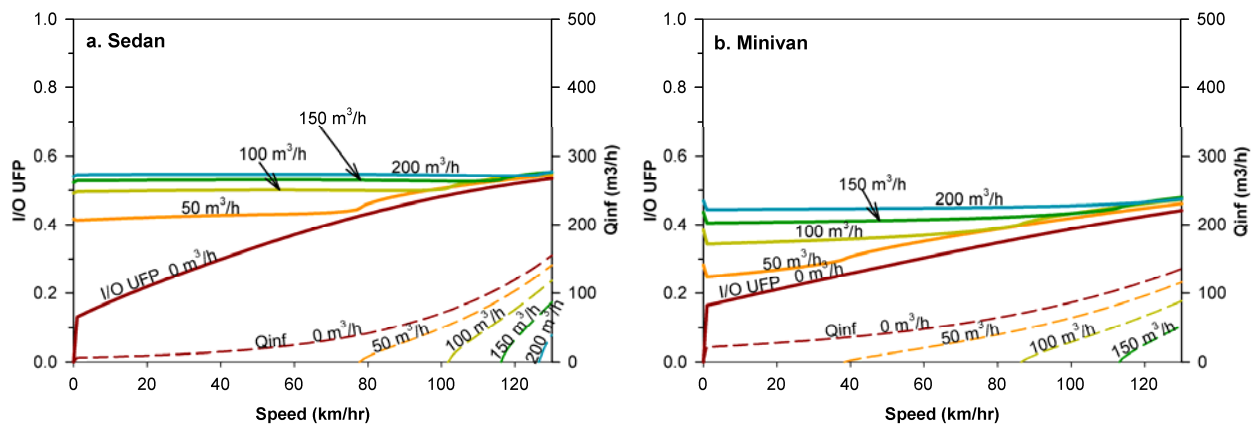 a. Sedan
1.0
0.8
0.6
0.4
0.2
0.0
I/O UFP
500
400
300
200
100
0
Qinf (m3/h)
0
20
40
60
80
100
120
Speed (km/hr)
150 m³/h
100 m³/h
200 m³/h
50 m³/h
I/O UFP 0 m³/h
Qinf 0 m³/h
50 m³/h
100 m³/h
150 m³/h
200 m³/h
b. Minivan
1.0
0.8
0.6
0.4
0.2
0.0
I/O UFP
500
400
300
200
100
0
Qinf (m3/h)
0
20
40
60
80
100
120
Speed (km/hr)
150 m³/h
200 m³/h
100 m³/h
50 m³/h
I/O UFP 0 m³/h
Qinf 0 m³/h
50 m³/h
100 m³/h
150 m³/h